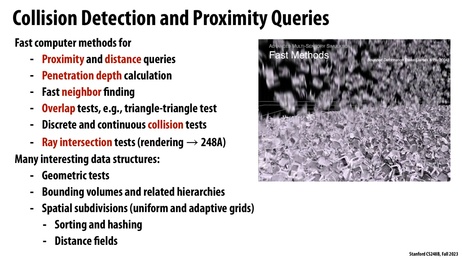 Collision Detection and Proximity Queries
Fast computer methods for
- Proximity and distance queries
- Penetration depth calculation
- Fast neighbor finding
- Overlap tests, e.g., triangle-triangle test
- Discrete and continuous collision tests
- Ray intersection tests (rendering → 248A)
Many interesting data structures:
- Geometric tests
- Bounding volumes and related hierarchies
- Spatial subdivisions (uniform and adaptive grids)
- Sorting and hashing
- Distance fields
Fast Methods
Stanford CS248B, Fall 2023